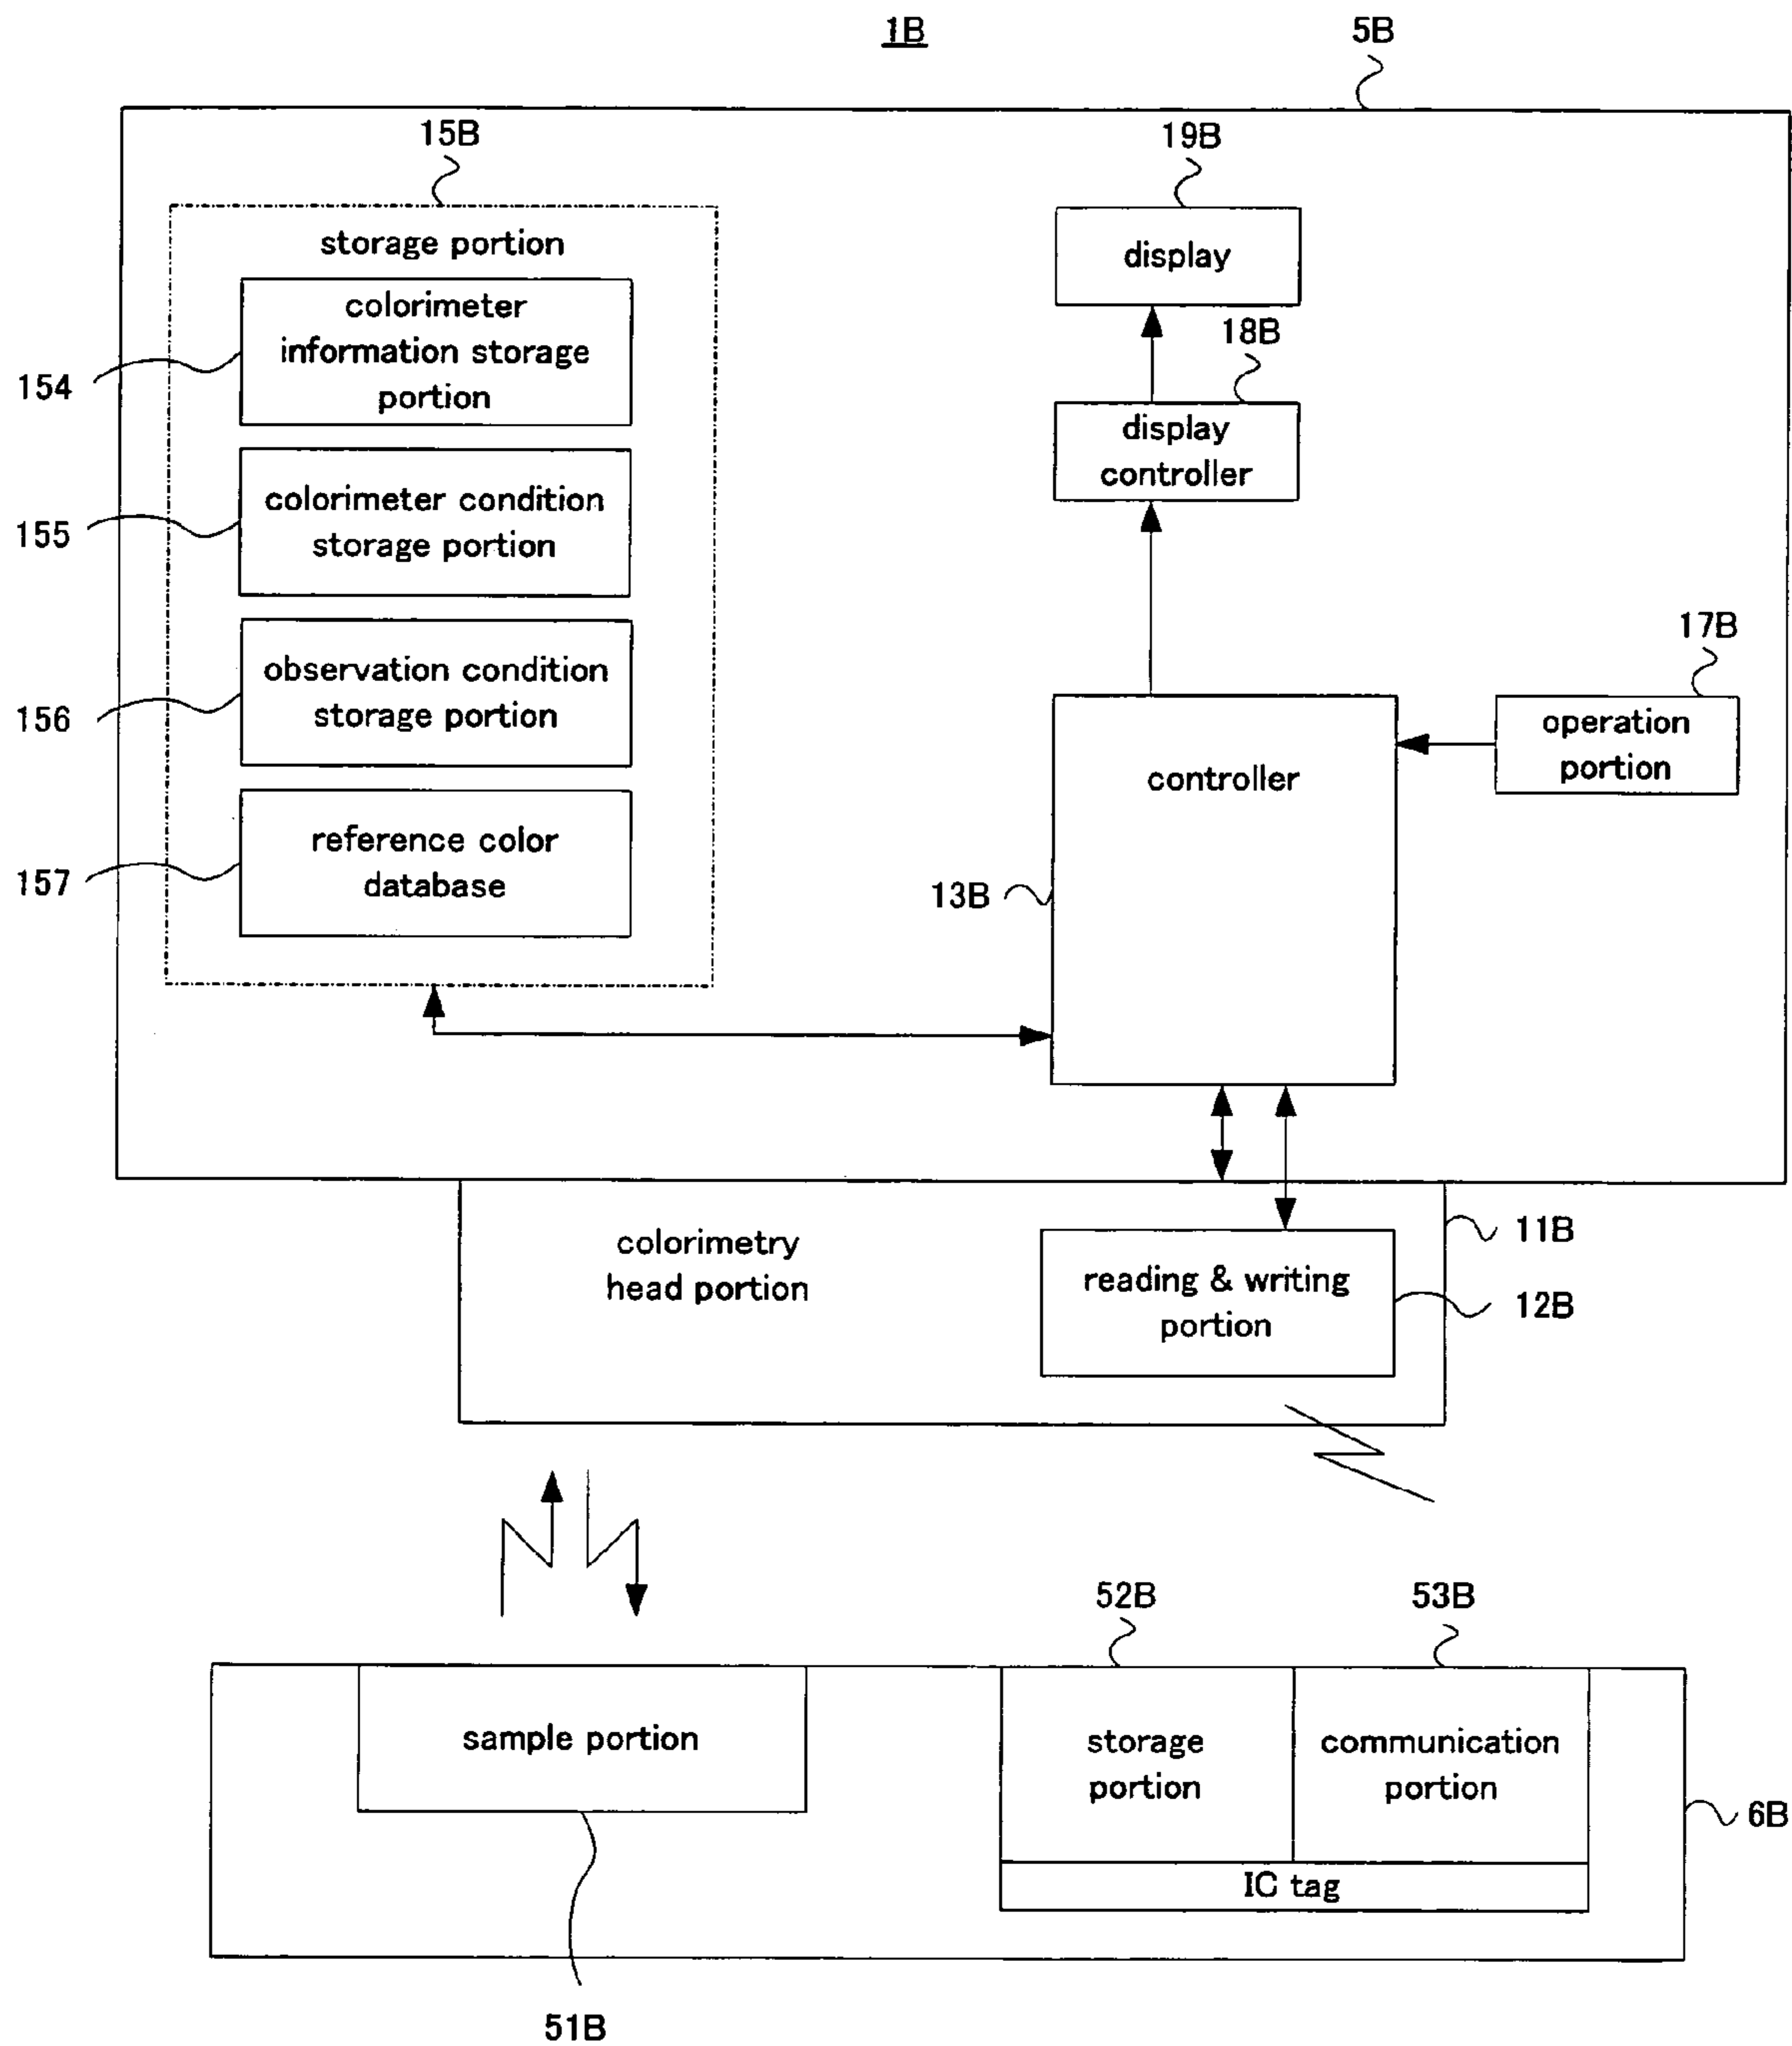 1B
5B
15B
19B
storage portion
display
colorimeter
information storage
portion
154
18B
display
controller
colorimeter condition
storage portion
155
17B
observation condition
storage portion
156
operation
portion
controller
reference color
database
157
13B
colorimetry
head portion
11B
reading & writing
portion
12B
52B
53B
sample portion
storage
portion
communication
portion
6B
IC tag
51B